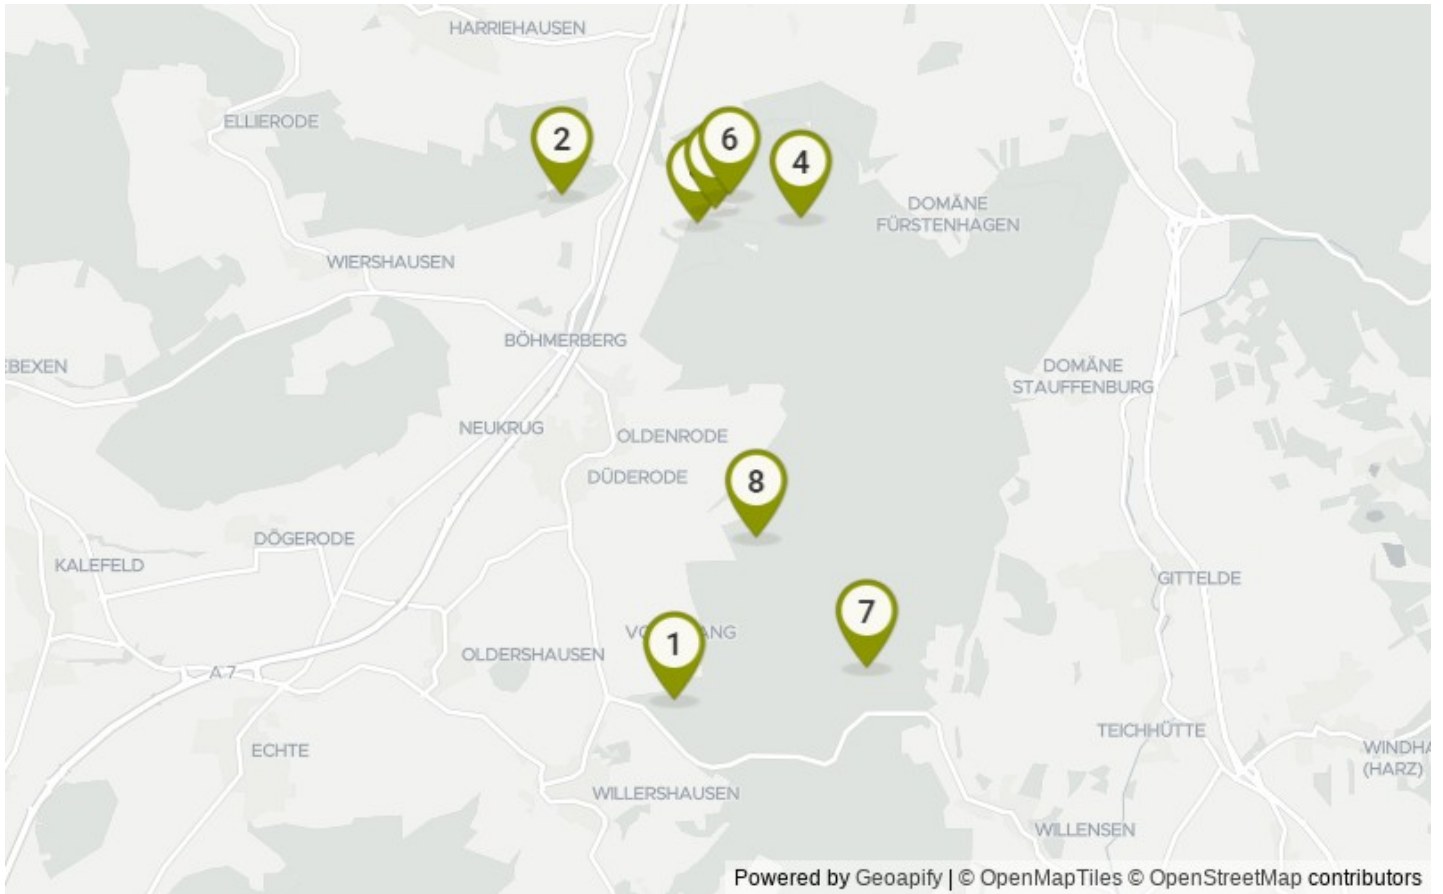 HARRIEHAUSEN
ELLIERODE
2
6
4
DOMÄNE
FÜRSTENHAGEN
WIERSHAUSEN
BÖHMERBERG
EBEXEN
DOMÄNE
STAUFFENBURG
NEUKRUG
OLDENRODE
DÜDERODE
8
DÖGERODE
KALEFELD
GITTELDE
7
1
OLDERSHAUSEN
A 7
TEICHHÜTTE
ECHTE
WINDHA
(HARZ)
WILLERSHAUSEN
WILLENSEN
Powered by Geoapify | © OpenMapTiles © OpenStreetMap contributors